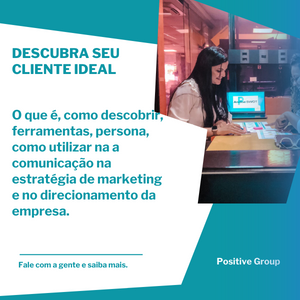 DESCUBRA SEU
CLIENTE IDEAL
O que é, como descobrir,
ferramentas, persona,
como utilizar na a
comunicação na
estratégia de marketing
e no direcionamento da
empresa.
Fale com a gente e saiba mais.
Positive Group